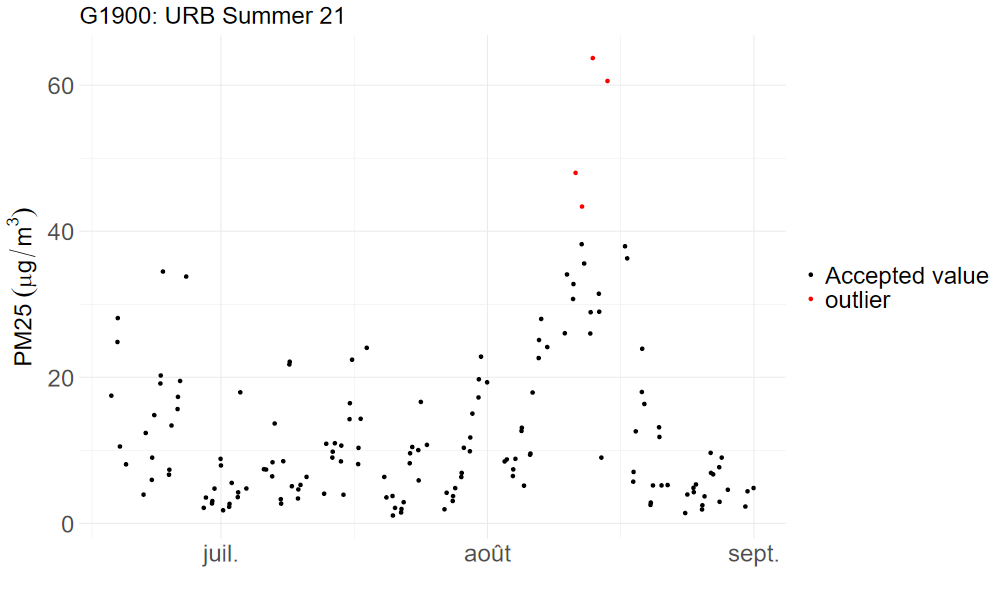 G1900: URB Summer 21
PM25 (μg/m³)
60
40
20
0
juil.
août
sept.
Accepted value
outlier